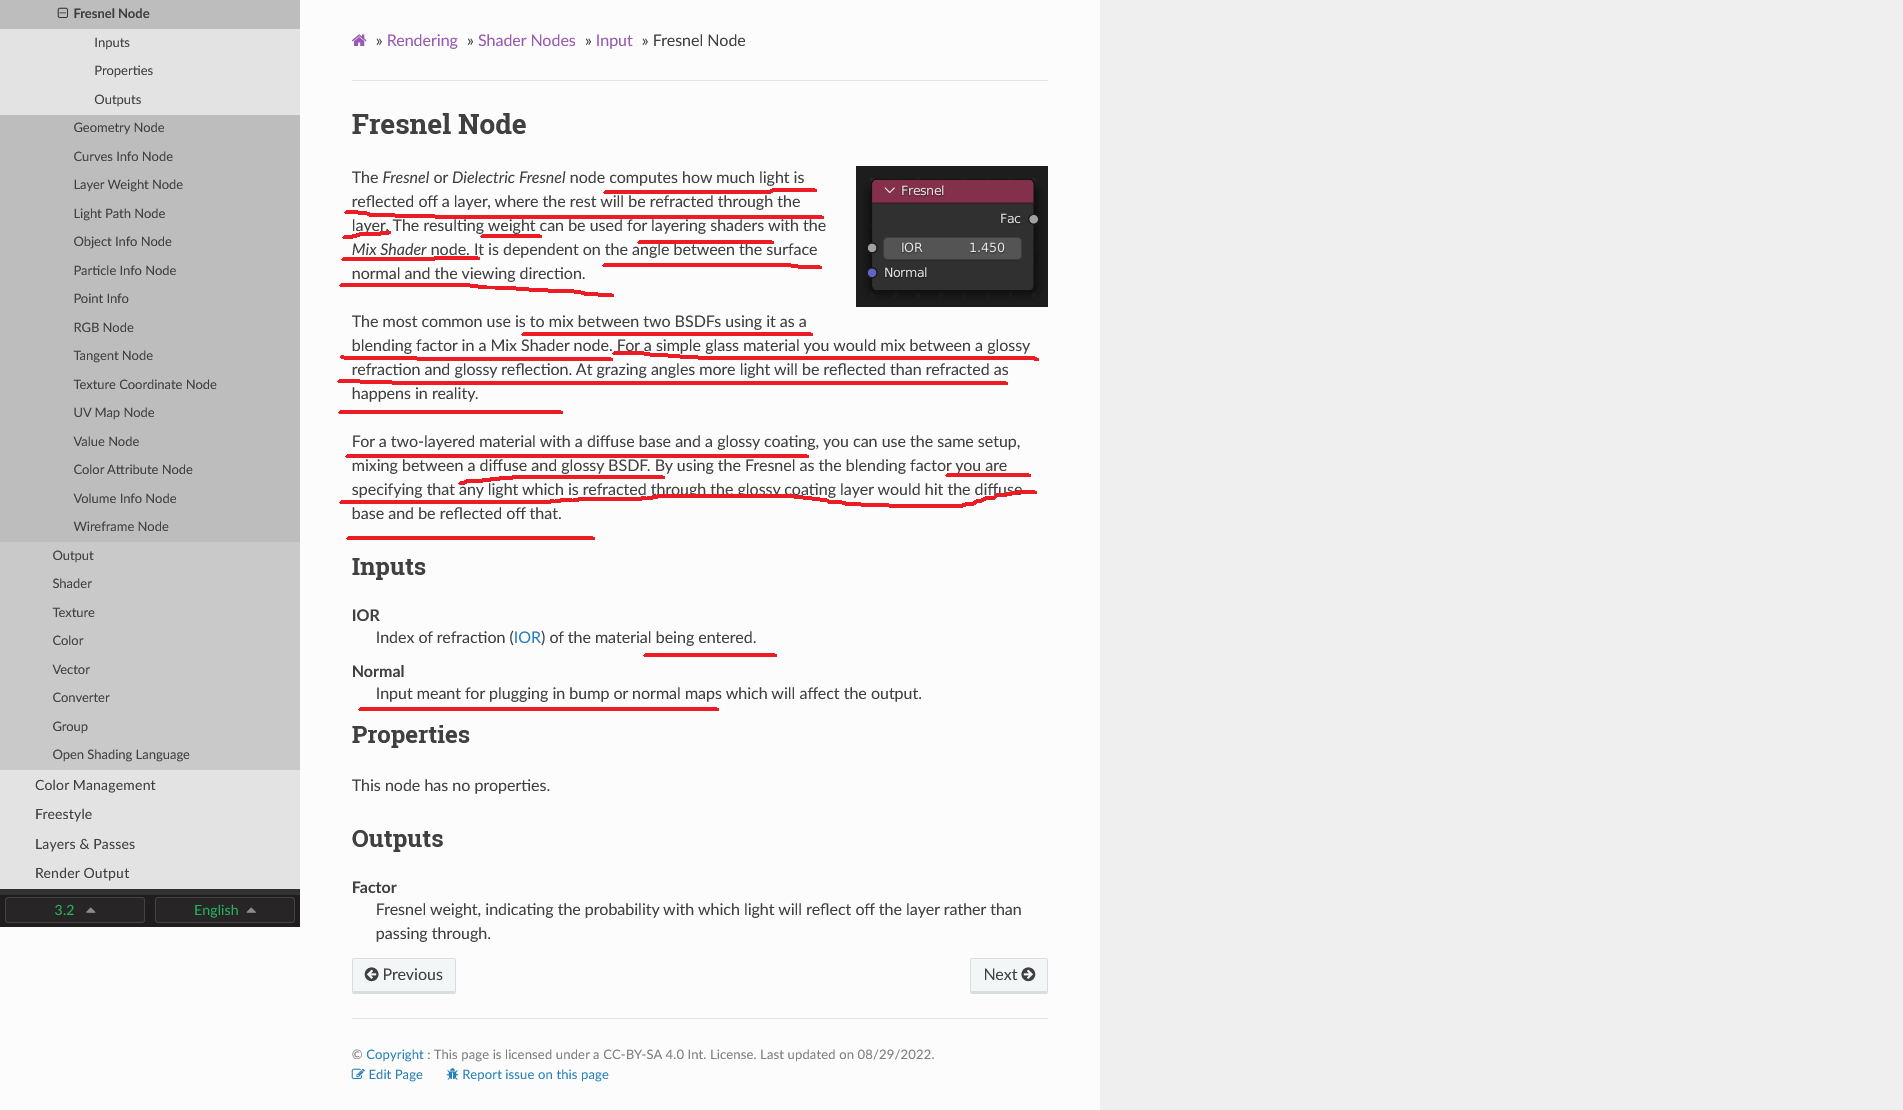 Fresnel Node
Inputs
Properties
Outputs
Geometry Node
Curves Info Node
Layer Weight Node
Light Path Node
Object Info Node
Particle Info Node
Point Info
RGB Node
Tangent Node
Texture Coordinate Node
UV Map Node
Value Node
Color Attribute Node
Volume Info Node
Wireframe Node
Output
Shader
Texture
Color
Vector
Converter
Group
Open Shading Language
Color Management
Freestyle
Layers & Passes
Render Output
3.2 English
» Rendering » Shader Nodes » Input » Fresnel Node
Fresnel Node
The Fresnel or Dielectric Fresnel node computes how much light is
reflected off a layer, where the rest will be refracted through the
layer. The resulting weight can be used for layering shaders with the
Mix Shader node. It is dependent on the angle between the surface
normal and the viewing direction.
Fresnel
Fac
IOR 1.450
Normal
The most common use is to mix between two BSDFs using it as a
blending factor in a Mix Shader node. For a simple glass material you would mix between a glossy
refraction and glossy reflection. At grazing angles more light will be reflected than refracted as
happens in reality.
For a two-layered material with a diffuse base and a glossy coating, you can use the same setup,
mixing between a diffuse and glossy BSDF. By using the Fresnel as the blending factor you are
specifying that any light which is refracted through the glossy coating layer would hit the diffuse
base and be reflected off that.
Inputs
IOR
Index of refraction (IOR) of the material being entered.
Normal
Input meant for plugging in bump or normal maps which will affect the output.
Properties
This node has no properties.
Outputs
Factor
Fresnel weight, indicating the probability with which light will reflect off the layer rather than
passing through.
Previous Next
© Copyright : This page is licensed under a CC-BY-SA 4.0 Int. License. Last updated on 08/29/2022.
Edit Page Report issue on this page